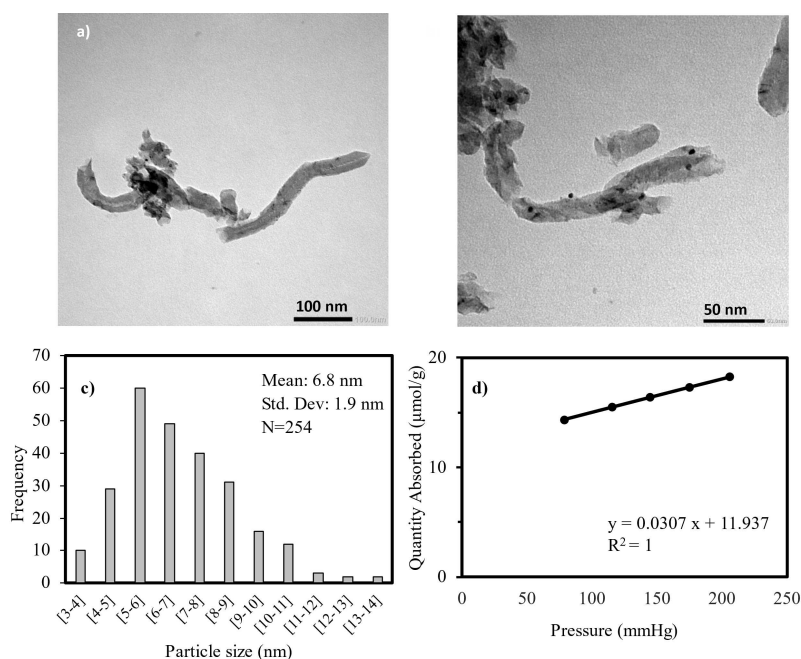 a)
100 nm
100.0nm
50 nm
c)
Mean: 6.8 nm
Std. Dev: 1.9 nm
N=254
Frequency
70
60
50
40
30
20
10
0
[3-4]
[4-5]
[5-6]
[6-7]
[7-8]
[8-9]
[9-10]
[10-11]
[11-12]
[12-13]
[13-14]
Particle size (nm)
d)
Quantity Absorbed (μmol/g)
20
10
0
y = 0.0307 x + 11.937
R² = 1
0
50
100
150
200
250
Pressure (mmHg)